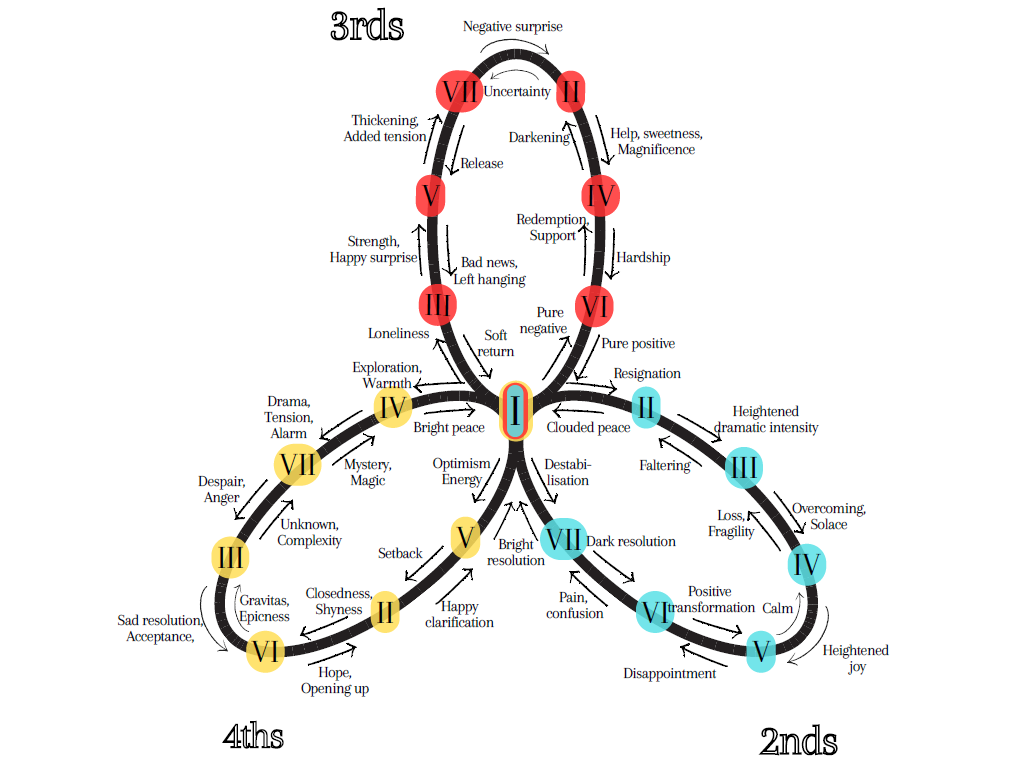 3rds
Negative surprise
VII
Uncertainty
II
Thickening,
Added tension
Release
Darkening
Help, sweetness,
Magnificence
V
IV
Strength,
Happy surprise
Bad news,
Left hanging
Redemption,
Support
Hardship
III
VI
Loneliness
Soft
return
Pure
negative
Pure positive
Exploration,
Warmth
Resignation
IV
I
II
Bright peace
Clouded peace
Drama,
Tension,
Alarm
Heightened
dramatic intensity
VII
Mystery,
Magic
Optimism
Energy
Destabi-
lisation
Faltering
III
Despair,
Anger
Unknown,
Complexity
Loss,
Fragility
Overcoming,
Solace
III
Setback
V
Bright
resolution
VII
Dark resolution
IV
Gravitas,
Epicness
Closedness,
Shyness
II
Happy
clarification
Pain,
confusion
VI
Positive
transformation
Calm
Sad resolution,
Acceptance,
VI
Hope,
Opening up
Disappointment
V
Heightened
joy
4ths
2nds